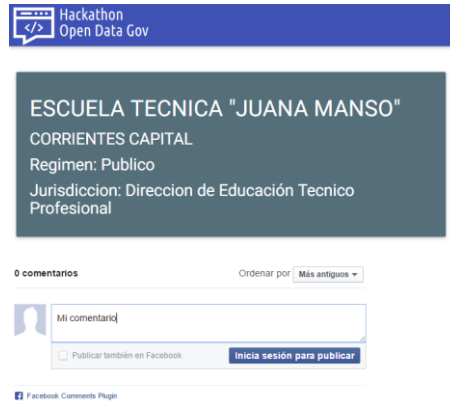 </>
Hackathon
Open Data Gov
ESCUELA TECNICA "JUANA MANSO"
CORRIENTES CAPITAL
Regimen: Publico
Jurisdiccion: Direccion de Educación Tecnico
Profesional
0 comentarios
Ordenar por Más antiguos
Mi comentario
Publicar también en Facebook
Inicia sesión para publicar
Facebook Comments Plugin